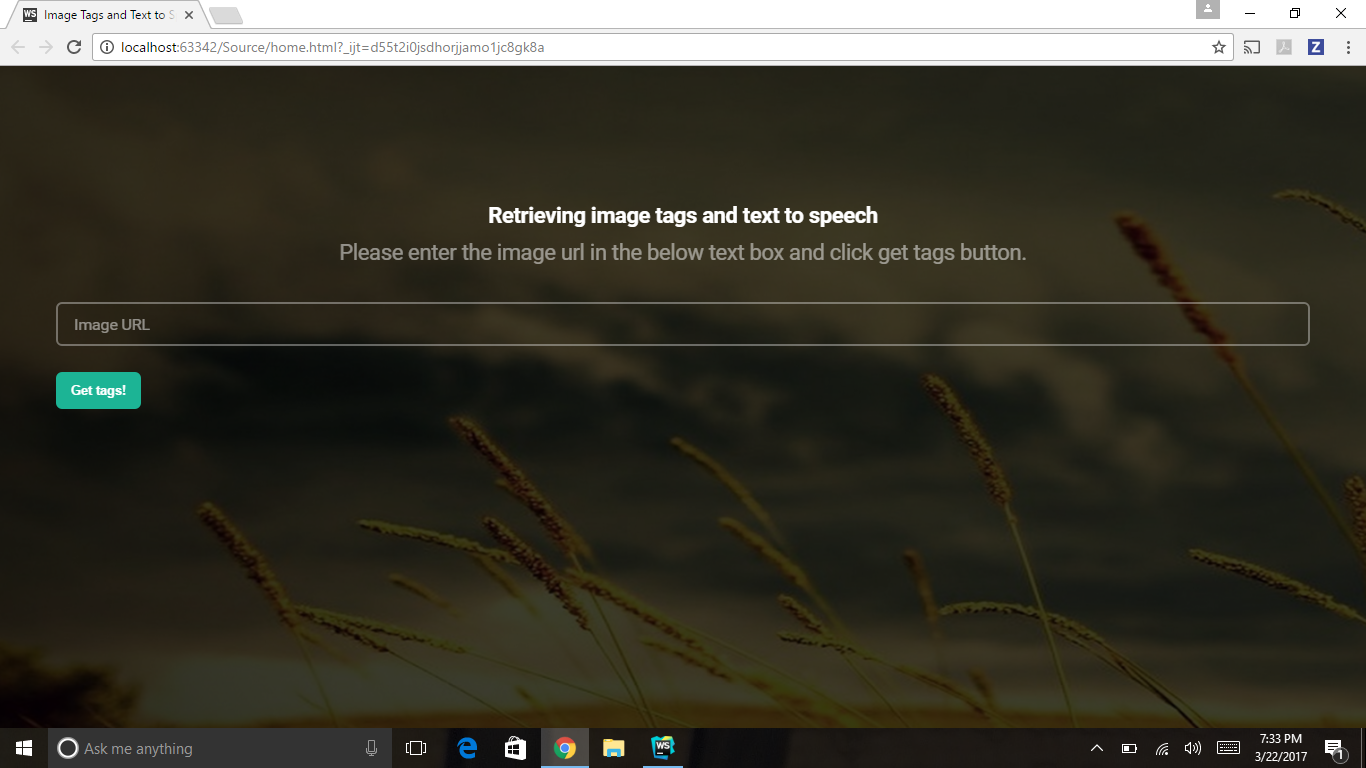 WS Image Tags and Text to S
localhost:63342/Source/home.html?_ijt=d55t2i0jsdhorjjamo1jc8gk8a
Z
Retrieving image tags and text to speech
Please enter the image url in the below text box and click get tags button.
Image URL
Get tags!
Ask me anything
WS
7:33 PM
3/22/2017
1